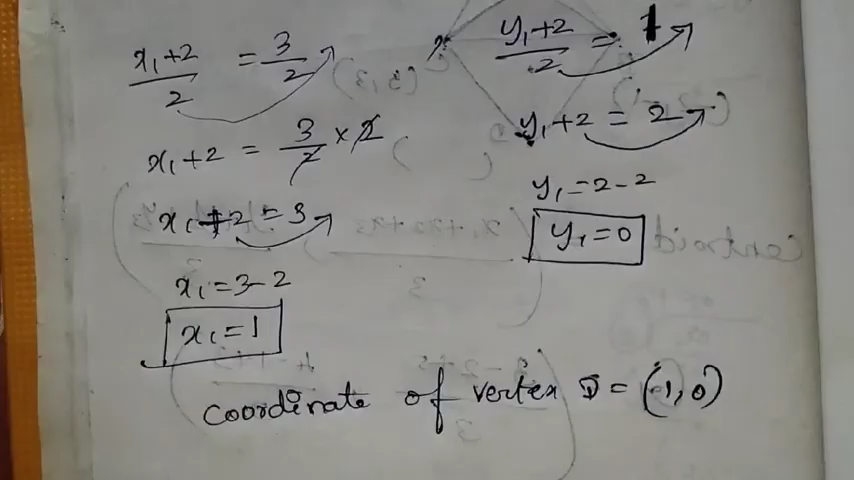 x₁+2/2 = 3/2
x₁+2 = 3/2 × 2
x₁+2 = 3
x₁ = 3-2
x₁ = 1
y₁+2/2 = 1
y₁+2 = 2
y₁ = 2-2
y₁ = 0
coordinate of vertex D = (1,0)